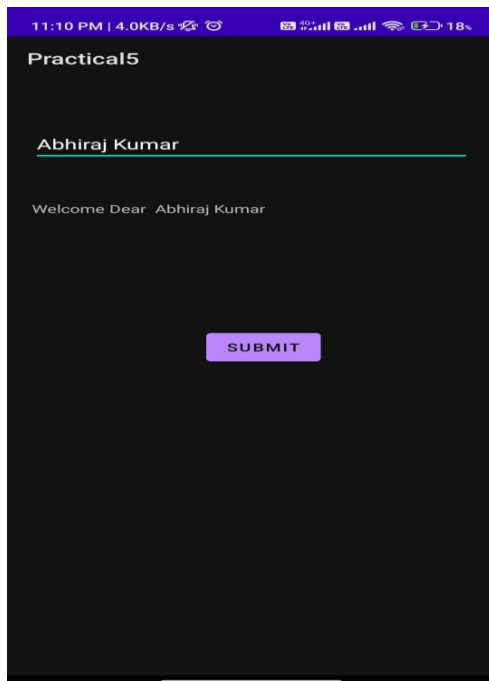 11:10 PM | 4.0KB/s 18%
Practical5
Abhiraj Kumar
Welcome Dear Abhiraj Kumar
SUBMIT